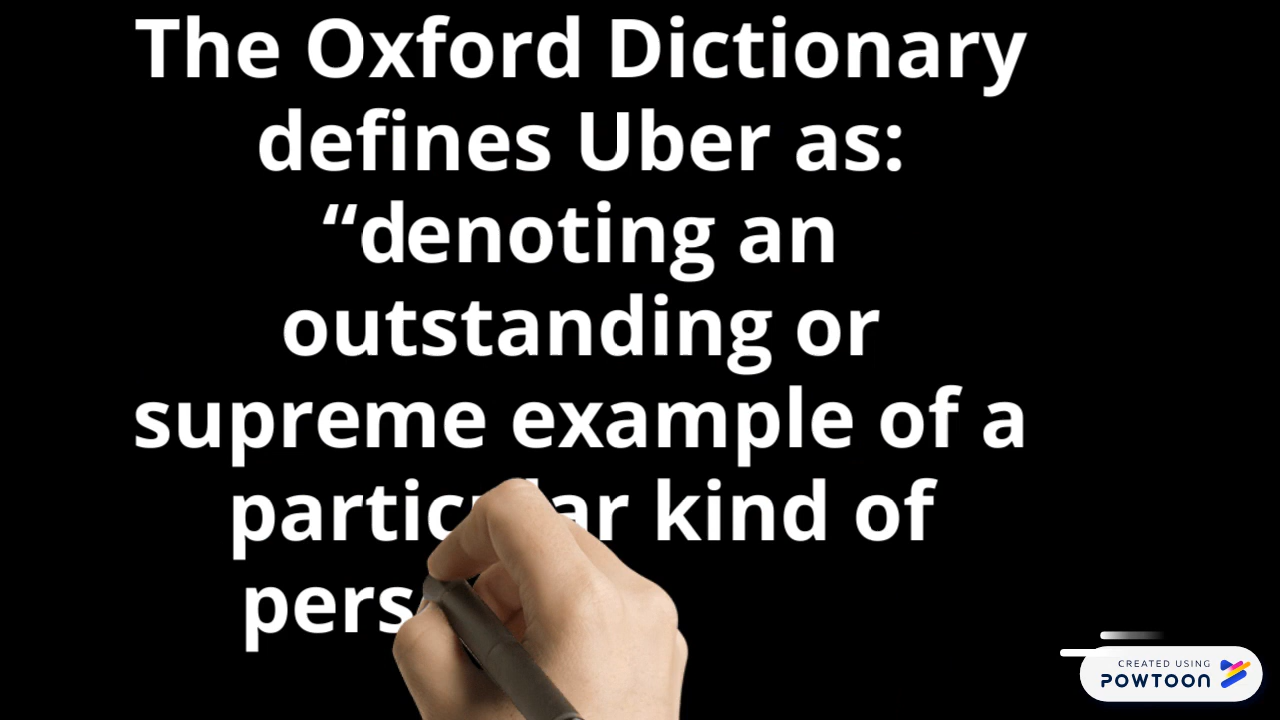 The Oxford Dictionary
defines Uber as:
“denoting an
outstanding or
supreme example of a
kind of
CREATED USING
POWTOON